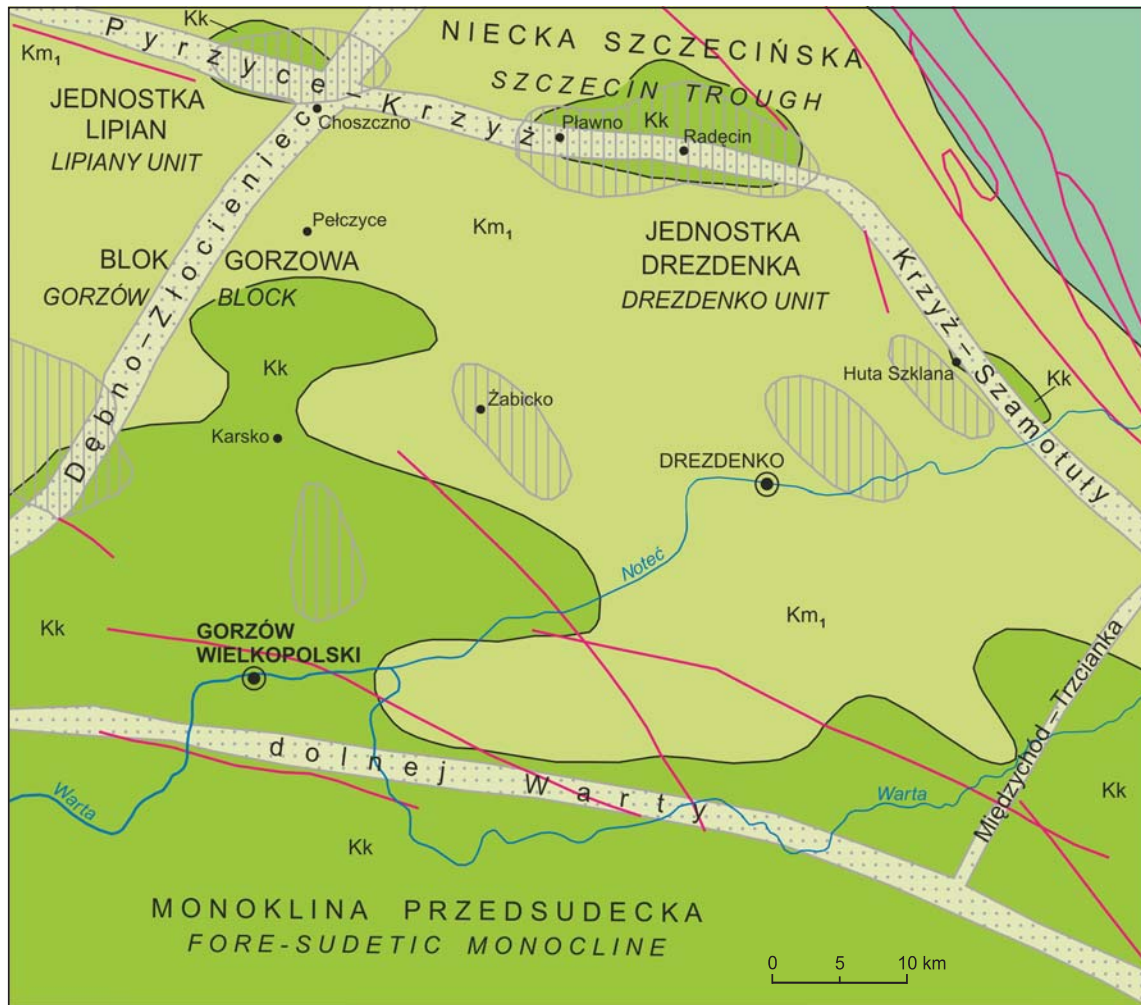 Kk
Km1
Pyrzyce – Krzyż
NIECKA SZCZECIŃSKA
SZCZECIN TROUGH
JEDNOSTKA
LIPIAN
LIPIANY UNIT
Choszczno
Pławno
Kk
Radęcin
Pełczyce
Km1
JEDNOSTKA
DREZDENKA
DREZDENKO UNIT
BLOK GORZOWA
GORZÓW BLOCK
Dębno–Złocieniec
Krzyż – Szamotuły
Kk
Huta Szklana
Kk
Żabicko
Karsko
DREZDENKO
Noteć
Kk
GORZÓW
WIELKOPOLSKI
Km1
Międzychód – Trzcianka
dolnej Warty
Warta
Warta
Kk
Kk
MONOKLINA PRZEDSUDECKA
FORE-SUDETIC MONOCLINE
0 5 10 km